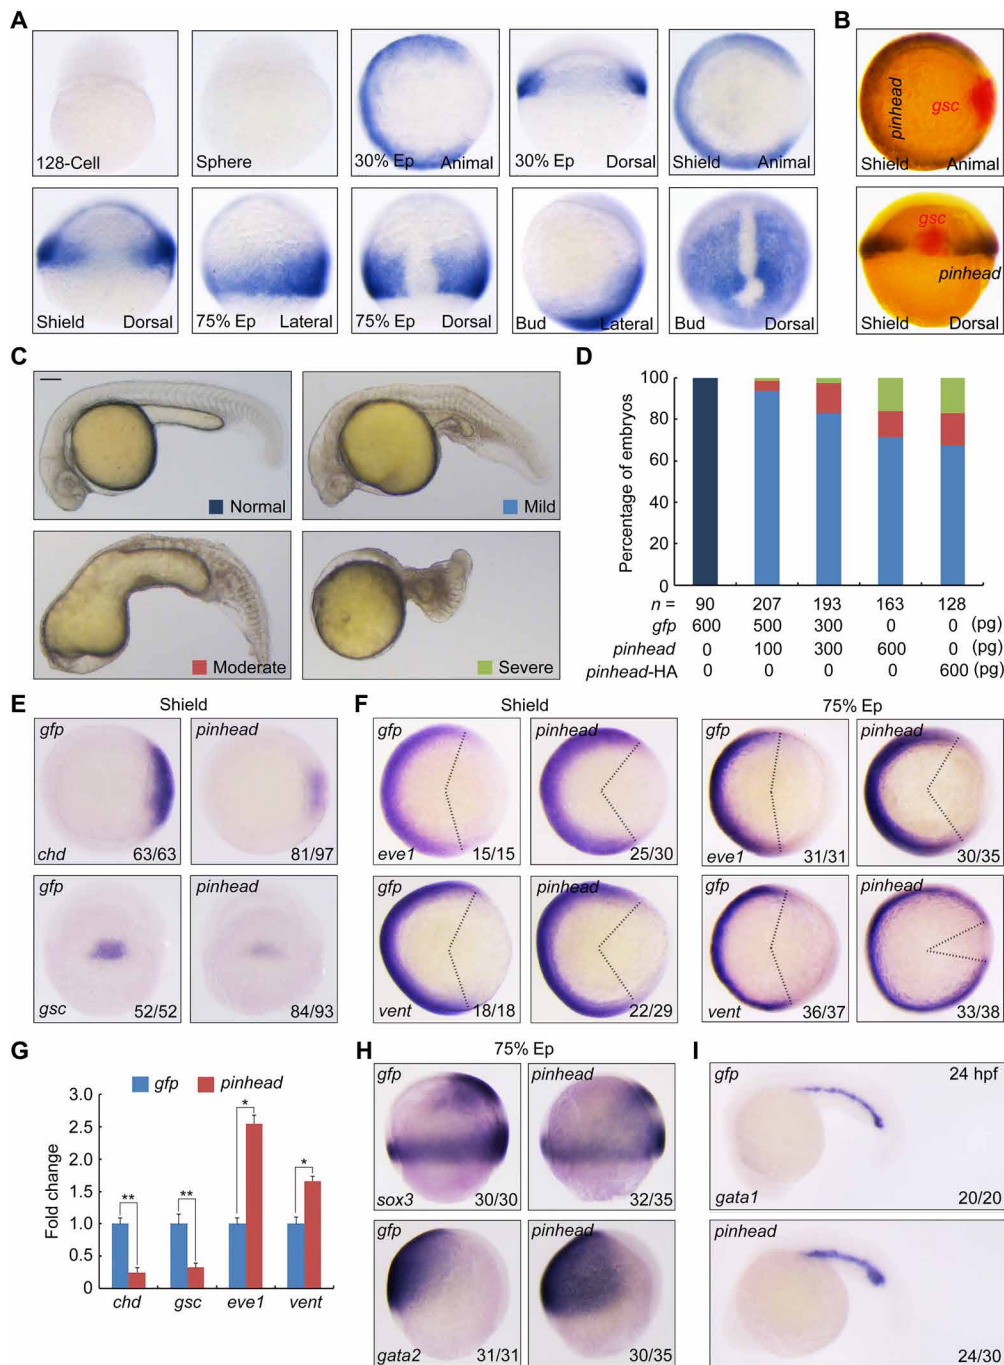 A
128-Cell
Sphere
30% Ep Animal
30% Ep Dorsal
Shield Animal
Shield Dorsal
75% Ep Lateral
75% Ep Dorsal
Bud Lateral
Bud Dorsal
B
pinhead
gsc
Shield Animal
gsc
pinhead
Shield Dorsal
C
Normal
Mild
Moderate
Severe
D
Percentage of embryos
100
80
60
40
20
0
n = 90 207 193 163 128
gfp 600 500 300 0 0 (pg)
pinhead 0 100 300 600 0 (pg)
pinhead-HA 0 0 0 0 600 (pg)
E
Shield
gfp
chd 63/63
pinhead
81/97
gfp
gsc 52/52
pinhead
84/93
F
Shield
gfp
eve1 15/15
pinhead
25/30
gfp
vent 18/18
pinhead
22/29
75% Ep
gfp
eve1 31/31
pinhead
30/35
gfp
vent 36/37
pinhead
33/38
G
gfp pinhead
Fold change
3.0
2.5
2.0
1.5
1.0
0.5
0
** ** * *
chd gsc eve1 vent
H
75% Ep
gfp
sox3 30/30
pinhead
32/35
gfp
gata2 31/31
pinhead
30/35
I
gfp 24 hpf
gata1 20/20
pinhead
24/30